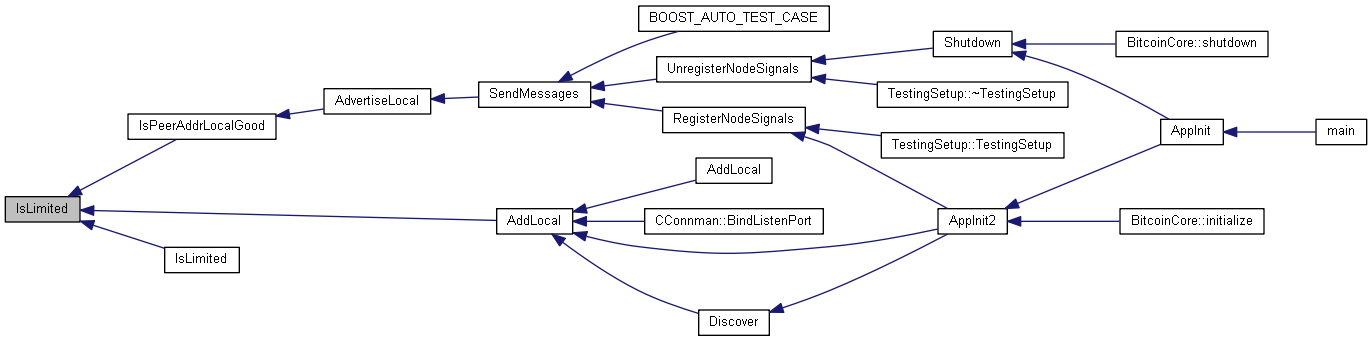 BOOST_AUTO_TEST_CASE
Shutdown
BitcoinCore::shutdown
UnregisterNodeSignals
SendMessages
TestingSetup::~TestingSetup
AdvertiseLocal
RegisterNodeSignals
IsPeerAddrLocalGood
AppInit
main
TestingSetup::TestingSetup
AddLocal
IsLimited
AddLocal
CConnman::BindListenPort
AppInit2
BitcoinCore::initialize
IsLimited
Discover